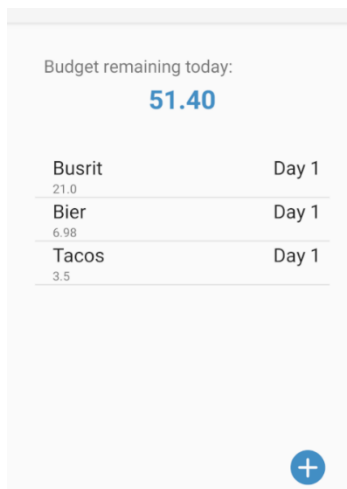 Budget remaining today:
51.40
Busrit Day 1
21.0
Bier Day 1
6.98
Tacos Day 1
3.5